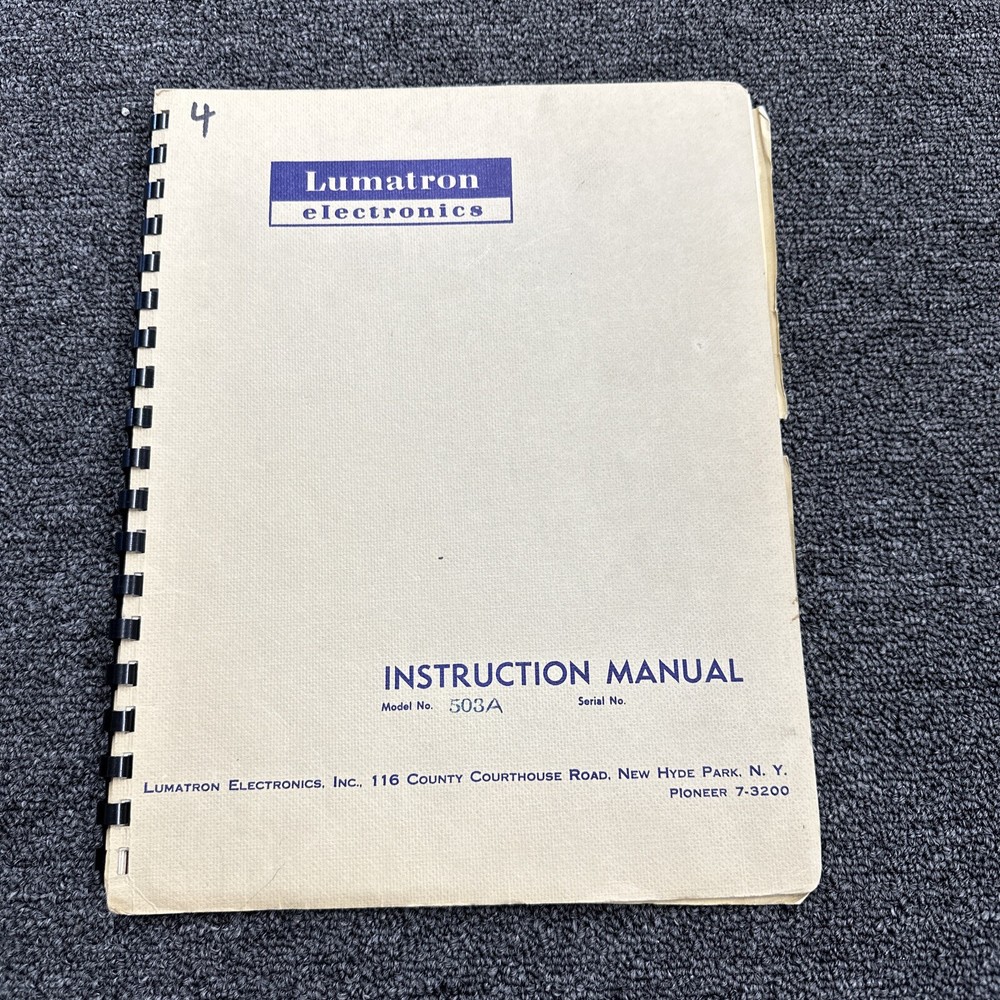 4
Lumatron
electronics
INSTRUCTION MANUAL
Model No. 503A Serial No.
LUMATRON ELECTRONICS, INC., 116 COUNTY COURTHOUSE ROAD, NEW HYDE PARK, N. Y.
PIONEER 7-3200